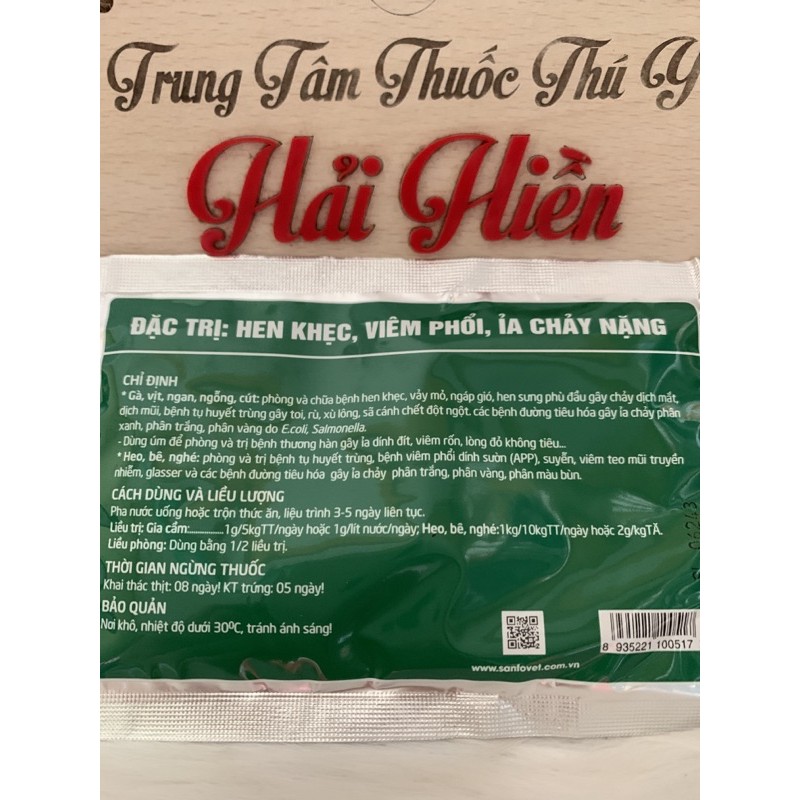 Trung Tâm Thuốc Thú Y
Hải Hiền
ĐẶC TRỊ: HEN KHẸC, VIÊM PHỔI, ỈA CHẢY NẶNG
CHỈ ĐỊNH
* Gà, vịt, ngan, ngỗng, cút: phòng và chữa bệnh hen khẹc, vảy mỏ, ngáp gió, hen sưng phù đầu gây chảy dịch mắt,
dịch mũi, bệnh tụ huyết trùng gây toi, rù, xù lông, sã cánh chết đột ngột. các bệnh đường tiêu hóa gây ỉa chảy phân
xanh, phân trắng, phân vàng do E.coli, Salmonella.
- Dùng úm để phòng và trị bệnh thương hàn gây ỉa dính đít, viêm rốn, lòng đỏ không tiêu...
* Heo, bê, nghé: phòng và trị bệnh tụ huyết trùng, bệnh viêm phổi dính sườn (APP), suyễn, viêm teo mũi truyền
nhiễm, glasser và các bệnh đường tiêu hóa gây ỉa chảy phân trắng, phân vàng, phân màu bùn.
CÁCH DÙNG VÀ LIỀU LƯỢNG
Pha nước uống hoặc trộn thức ăn, liệu trình 3-5 ngày liên tục.
Liều trị: Gia cầm:...............1g/5kgTT/ngày hoặc 1g/lít nước/ngày; Heo, bê, nghé:1kg/10kgTT/ngày hoặc 2g/kgTĂ.
Liều phòng: Dùng bằng 1/2 liều trị.
THỜI GIAN NGỪNG THUỐC
Khai thác thịt: 08 ngày! KT trứng: 05 ngày!
BẢO QUẢN
Nơi khô, nhiệt độ dưới 30ºC, tránh ánh sáng!
www.sanfovet.com.vn
8 935221 100517
06243